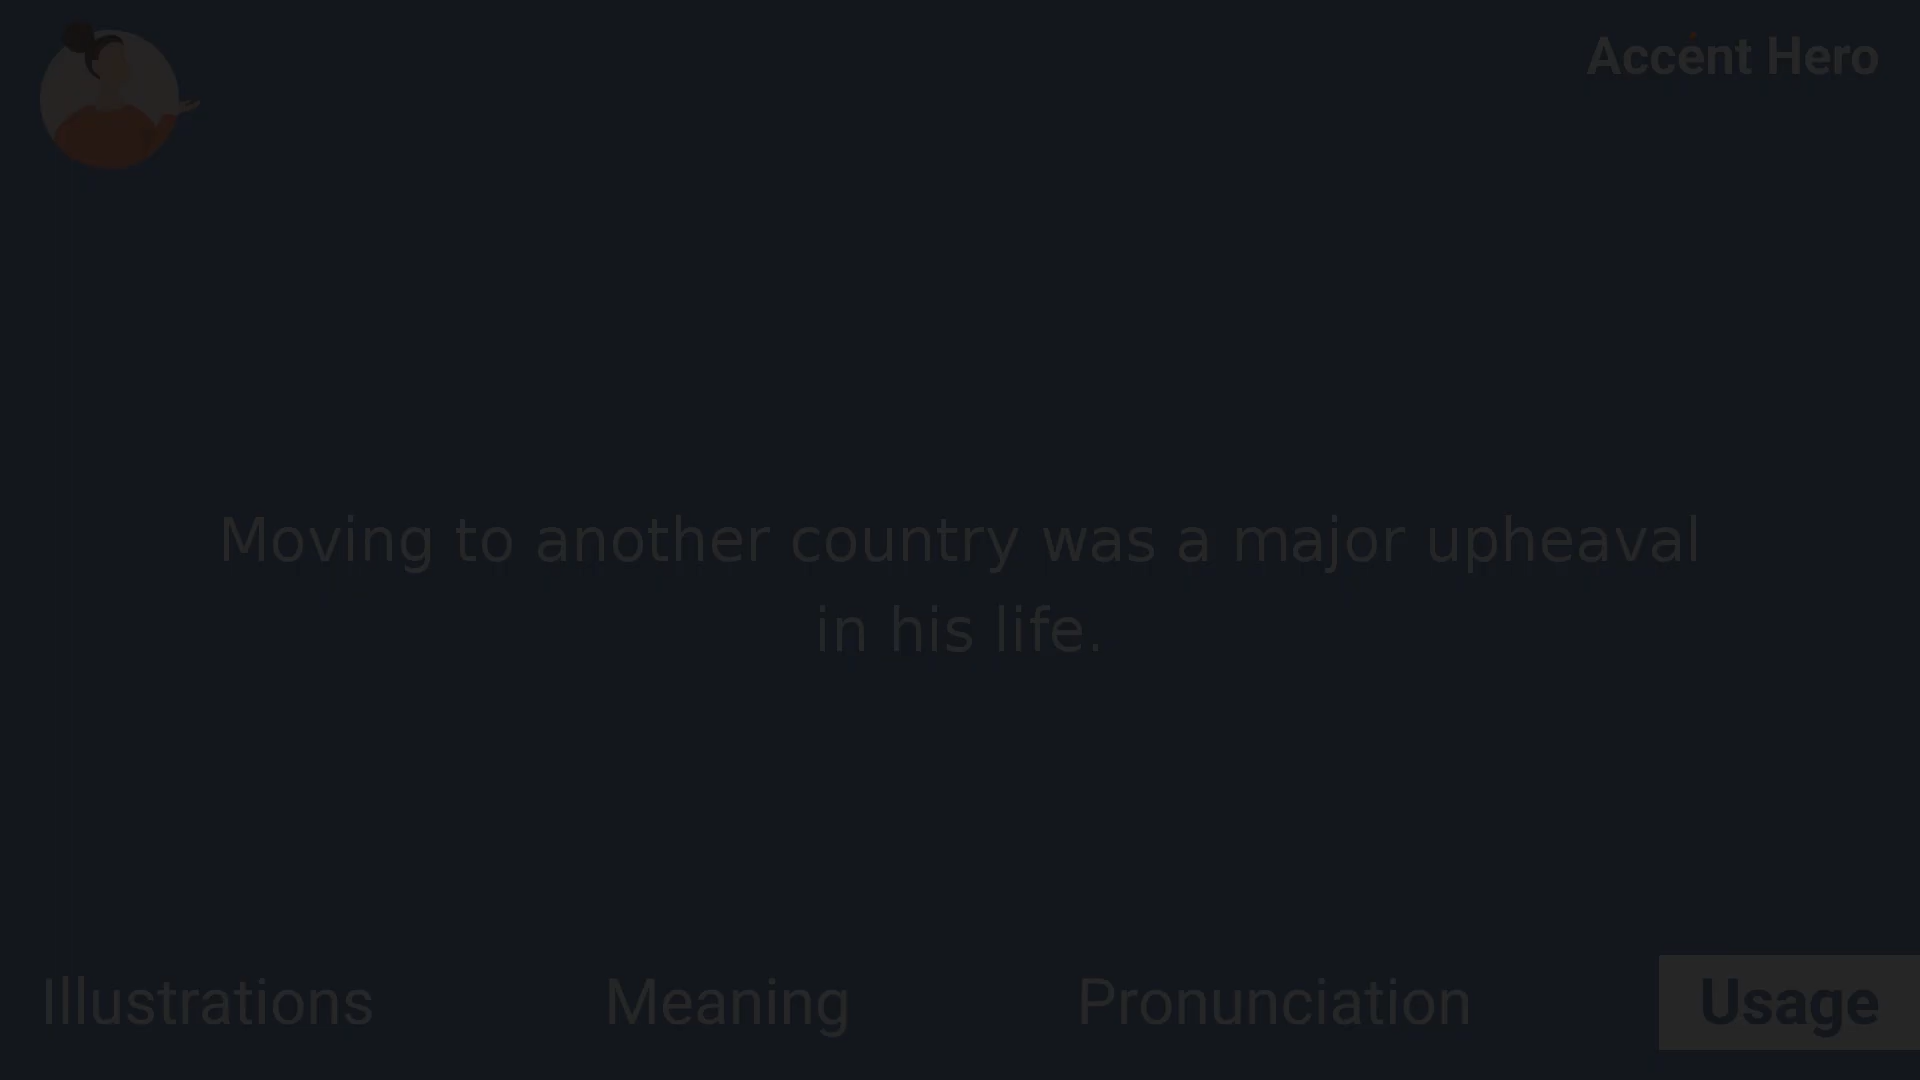 Accent Hero
Moving to another country was a major upheaval
in his life.
Illustrations
Meaning
Pronunciation
Usage